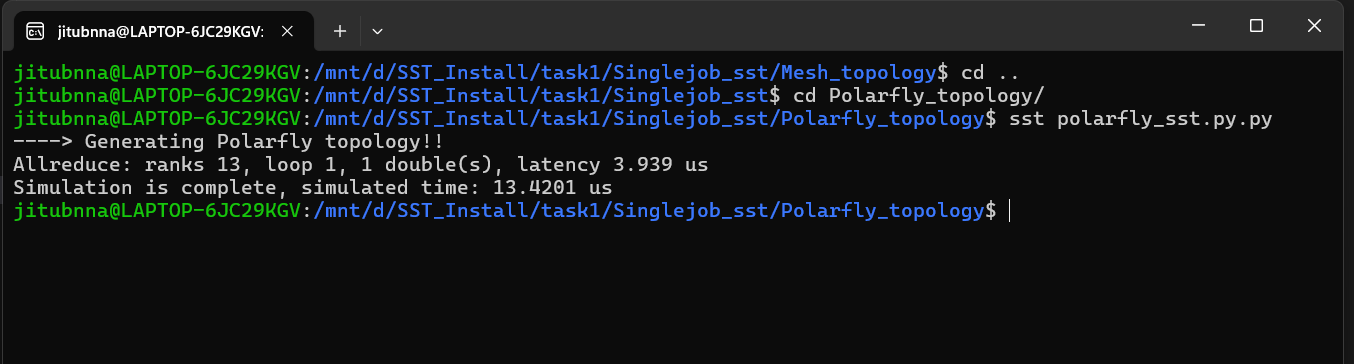 jitubnna@LAPTOP-6JC29KGV:
jitubnna@LAPTOP-6JC29KGV:/mnt/d/SST_Install/task1/Singlejob_sst/Mesh_topology$ cd ..
jitubnna@LAPTOP-6JC29KGV:/mnt/d/SST_Install/task1/Singlejob_sst$ cd Polarfly_topology/
jitubnna@LAPTOP-6JC29KGV:/mnt/d/SST_Install/task1/Singlejob_sst/Polarfly_topology$ sst polarfly_sst.py.py
----> Generating Polarfly topology!!
Allreduce: ranks 13, loop 1, 1 double(s), latency 3.939 us
Simulation is complete, simulated time: 13.4201 us
jitubnna@LAPTOP-6JC29KGV:/mnt/d/SST_Install/task1/Singlejob_sst/Polarfly_topology$